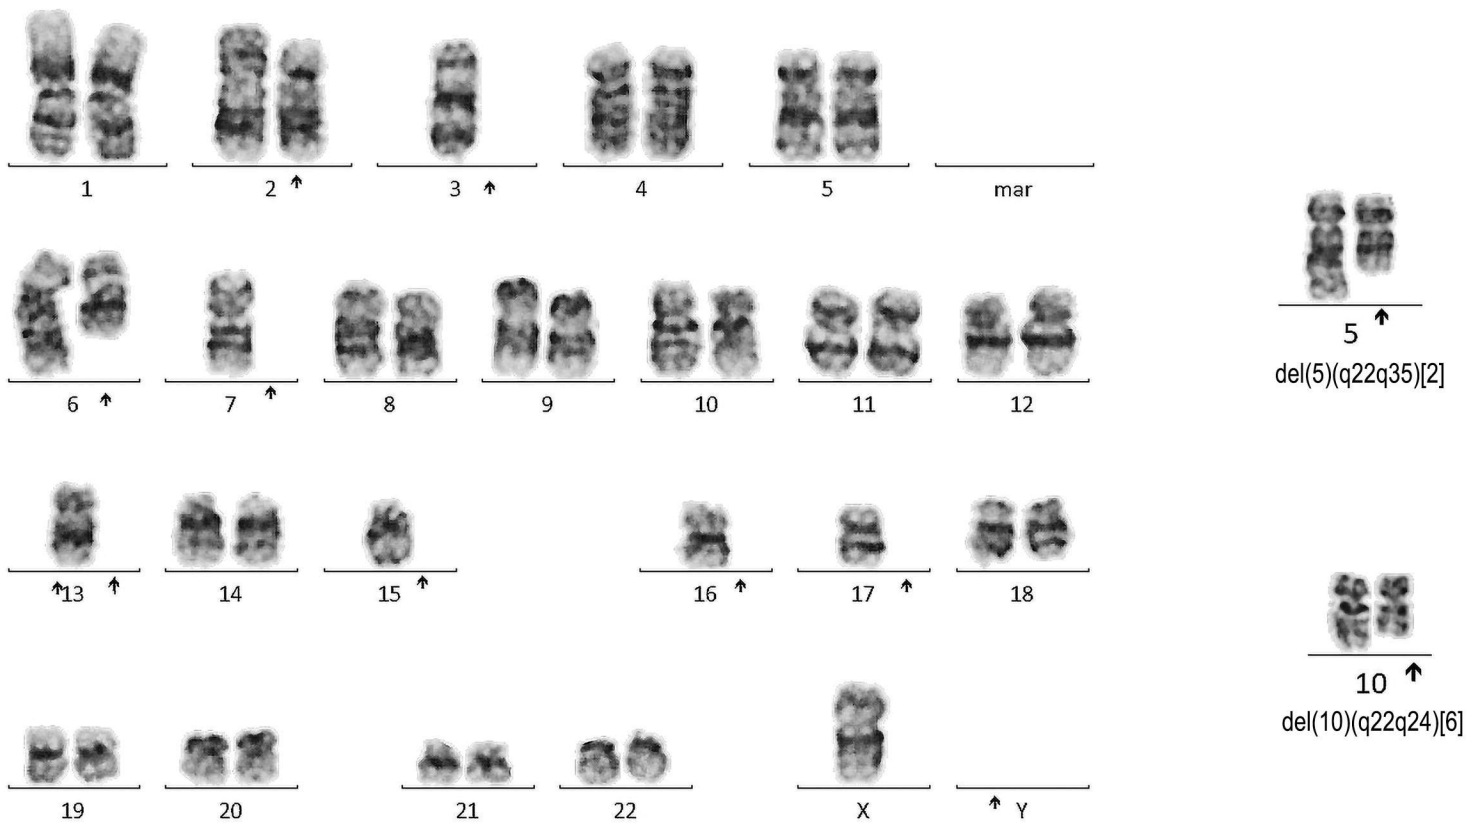 1 2 3 4 5 mar
6 7 8 9 10 11 12
13 14 15 16 17 18
19 20 21 22 X Y
5
del(5)(q22q35)[2]
10
del(10)(q22q24)[6]